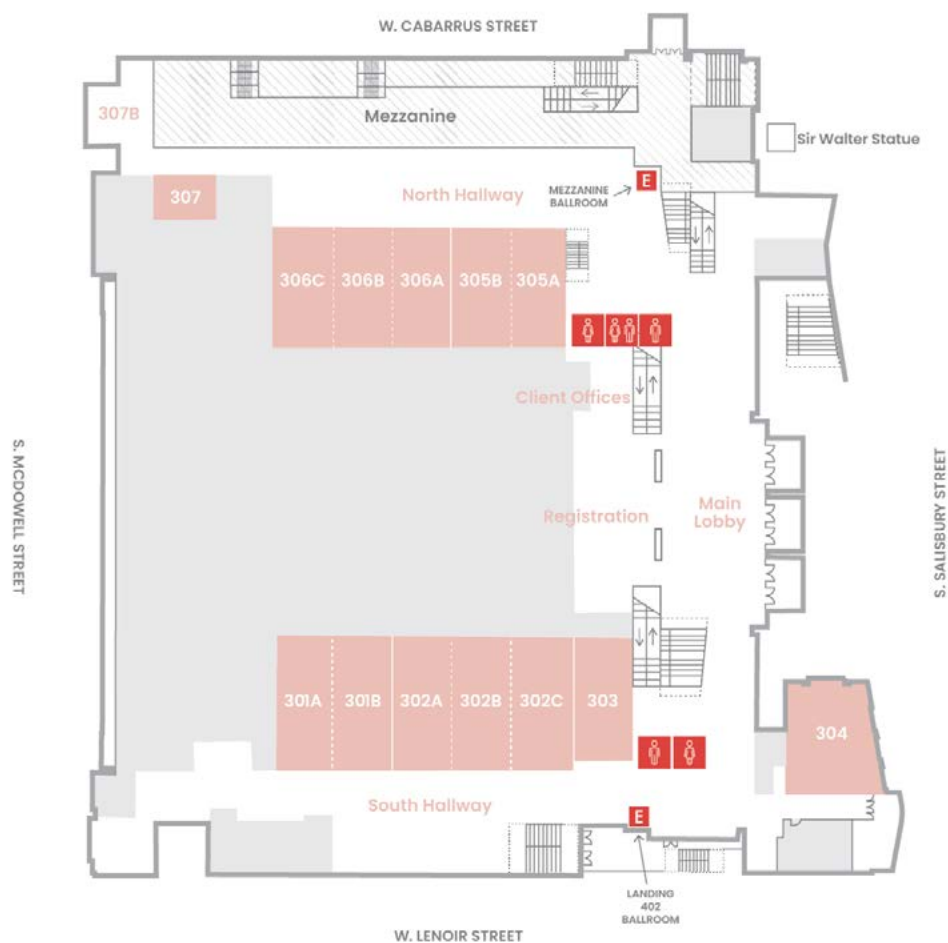 W. CABARRUS STREET
307B
Mezzanine
Sir Walter Statue
307
North Hallway
MEZZANINE
BALLROOM
E
306C
306B
306A
305B
305A
Client Offices
S. MCDOWELL STREET
Registration
Main
Lobby
S. SALISBURY STREET
301A
301B
302A
302B
302C
303
304
South Hallway
E
LANDING
402
BALLROOM
W. LENOIR STREET